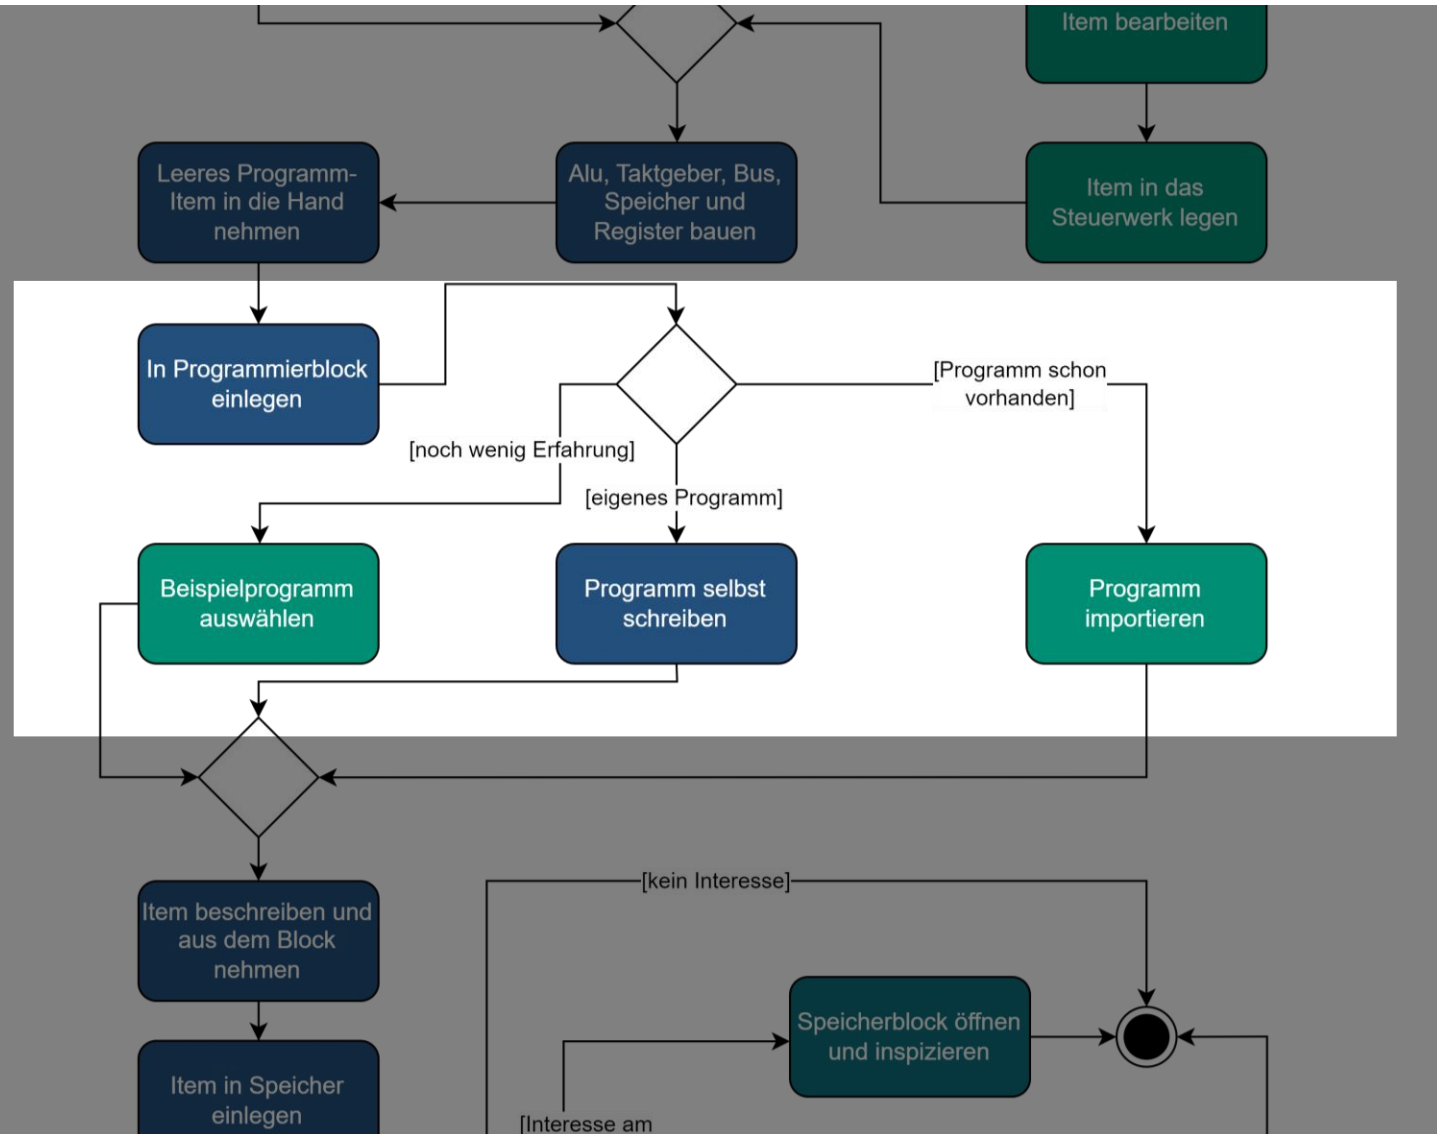 Item bearbeiten
Leeres Programm-
Item in die Hand
nehmen
Alu, Taktgeber, Bus,
Speicher und
Register bauen
Item in das
Steuerwerk legen
In Programmierblock
einlegen
[Programm schon
vorhanden]
[noch wenig Erfahrung]
[eigenes Programm]
Beispielprogramm
auswählen
Programm selbst
schreiben
Programm
importieren
[kein Interesse]
Item beschreiben und
aus dem Block
nehmen
Speicherblock öffnen
und inspizieren
Item in Speicher
einlegen
[Interesse am